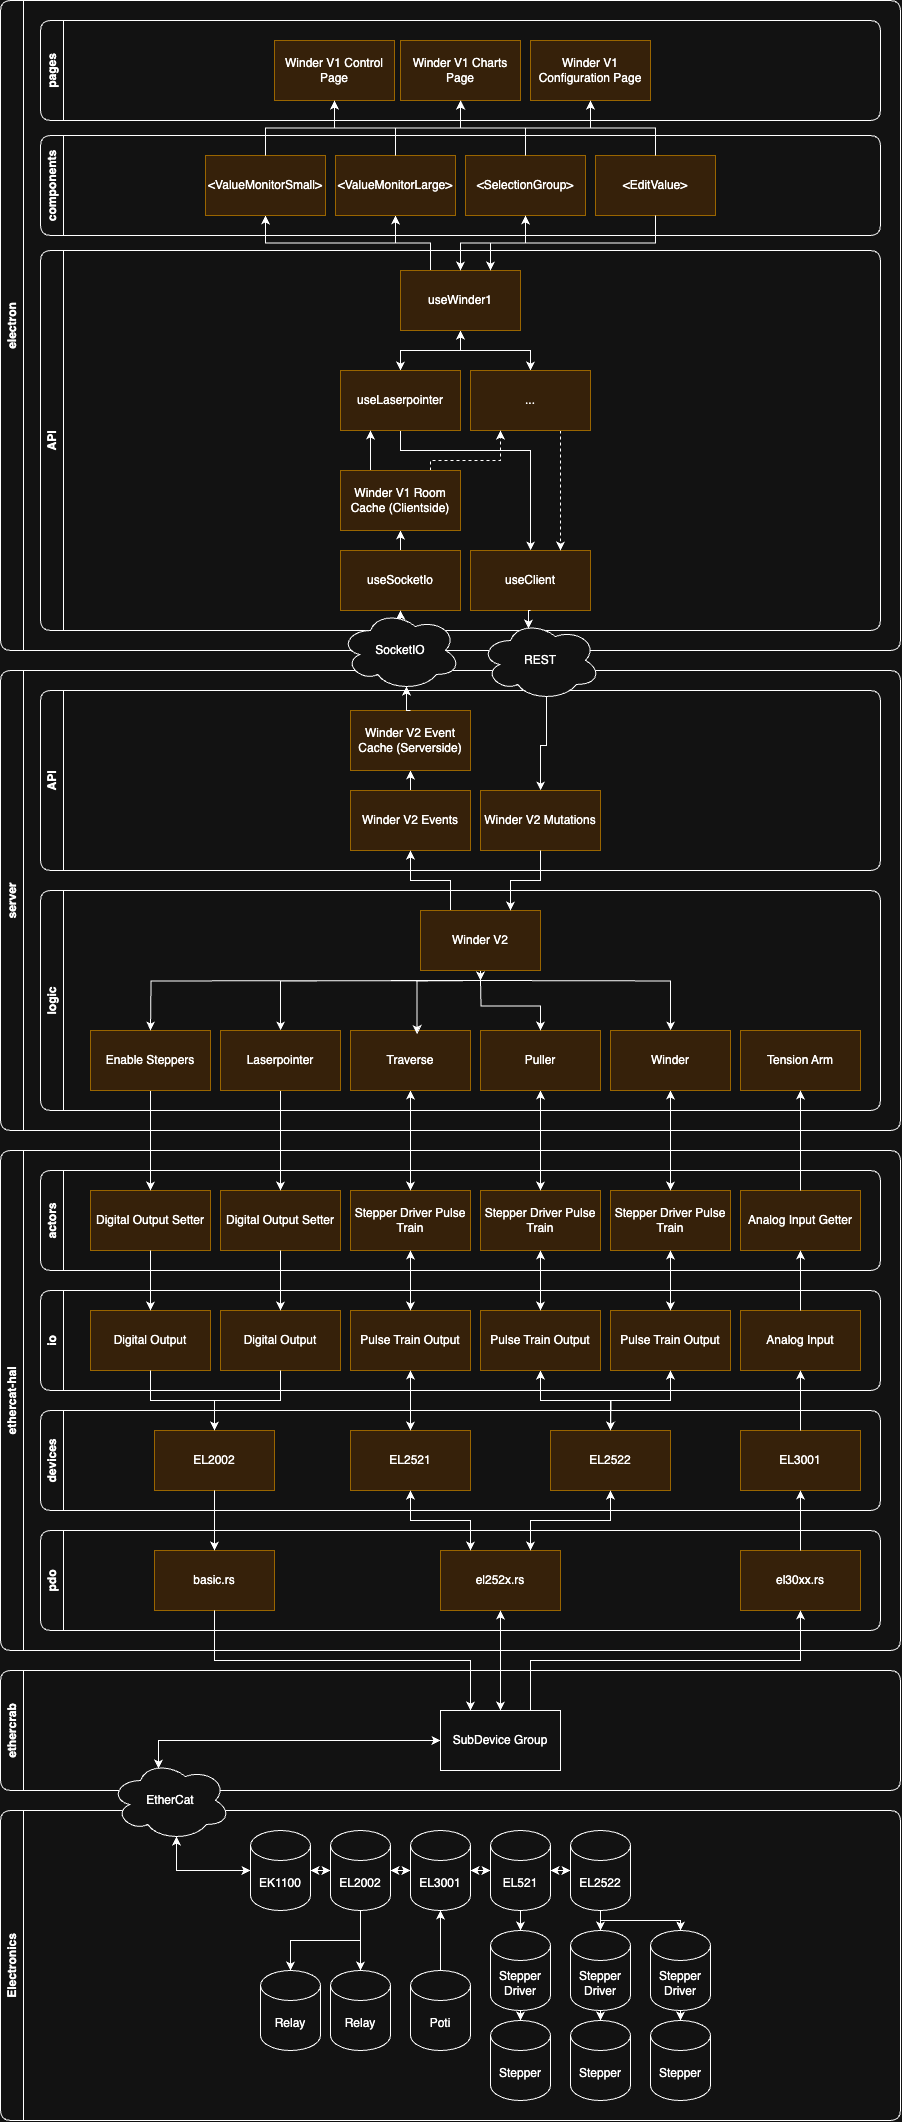 electron
pages
Winder V1 Control
Page
Winder V1 Charts
Page
Winder V1
Configuration Page
components
<ValueMonitorSmall>
<ValueMonitorLarge>
<SelectionGroup>
<EditValue>
API
useWinder1
useLaserpointer
...
Winder V1 Room
Cache (Clientside)
useSocketIo
useClient
SocketIO
REST
server
API
Winder V2 Event
Cache (Serverside)
Winder V2 Events
Winder V2 Mutations
logic
Winder V2
Enable Steppers
Laserpointer
Traverse
Puller
Winder
Tension Arm
ethercat-hal
actors
Digital Output Setter
Digital Output Setter
Stepper Driver Pulse
Train
Stepper Driver Pulse
Train
Stepper Driver Pulse
Train
Analog Input Getter
io
Digital Output
Digital Output
Pulse Train Output
Pulse Train Output
Pulse Train Output
Analog Input
devices
EL2002
EL2521
EL2522
EL3001
pdo
basic.rs
el252x.rs
el30xx.rs
ethercrab
SubDevice Group
EtherCat
Electronics
EK1100
EL2002
EL3001
EL521
EL2522
Relay
Relay
Poti
Stepper
Driver
Stepper
Driver
Stepper
Driver
Stepper
Stepper
Stepper